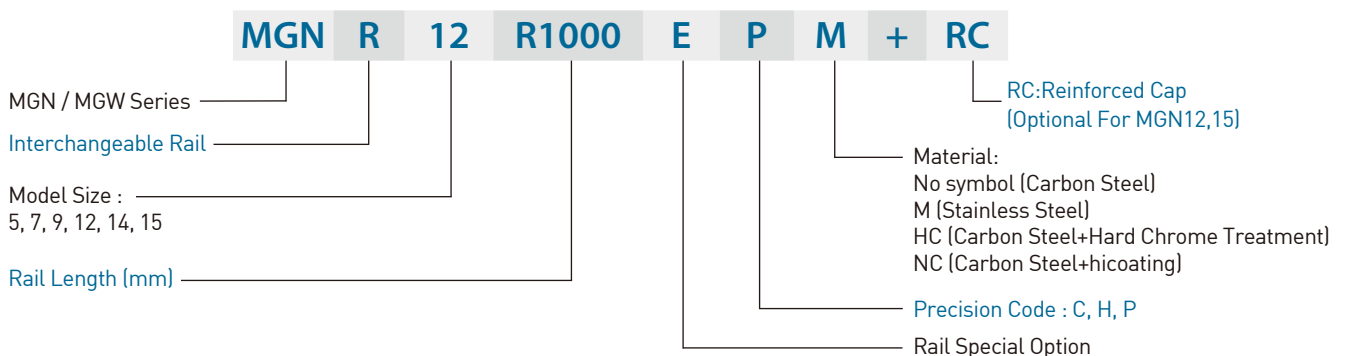 MGN R 12 R1000 E P M + RC
MGN / MGW Series
Interchangeable Rail
Model Size :
5, 7, 9, 12, 14, 15
Rail Length (mm)
RC:Reinforced Cap
(Optional For MGN12,15)
Material:
No symbol (Carbon Steel)
M (Stainless Steel)
HC (Carbon Steel+Hard Chrome Treatment)
NC (Carbon Steel+hicoating)
Precision Code : C, H, P
Rail Special Option